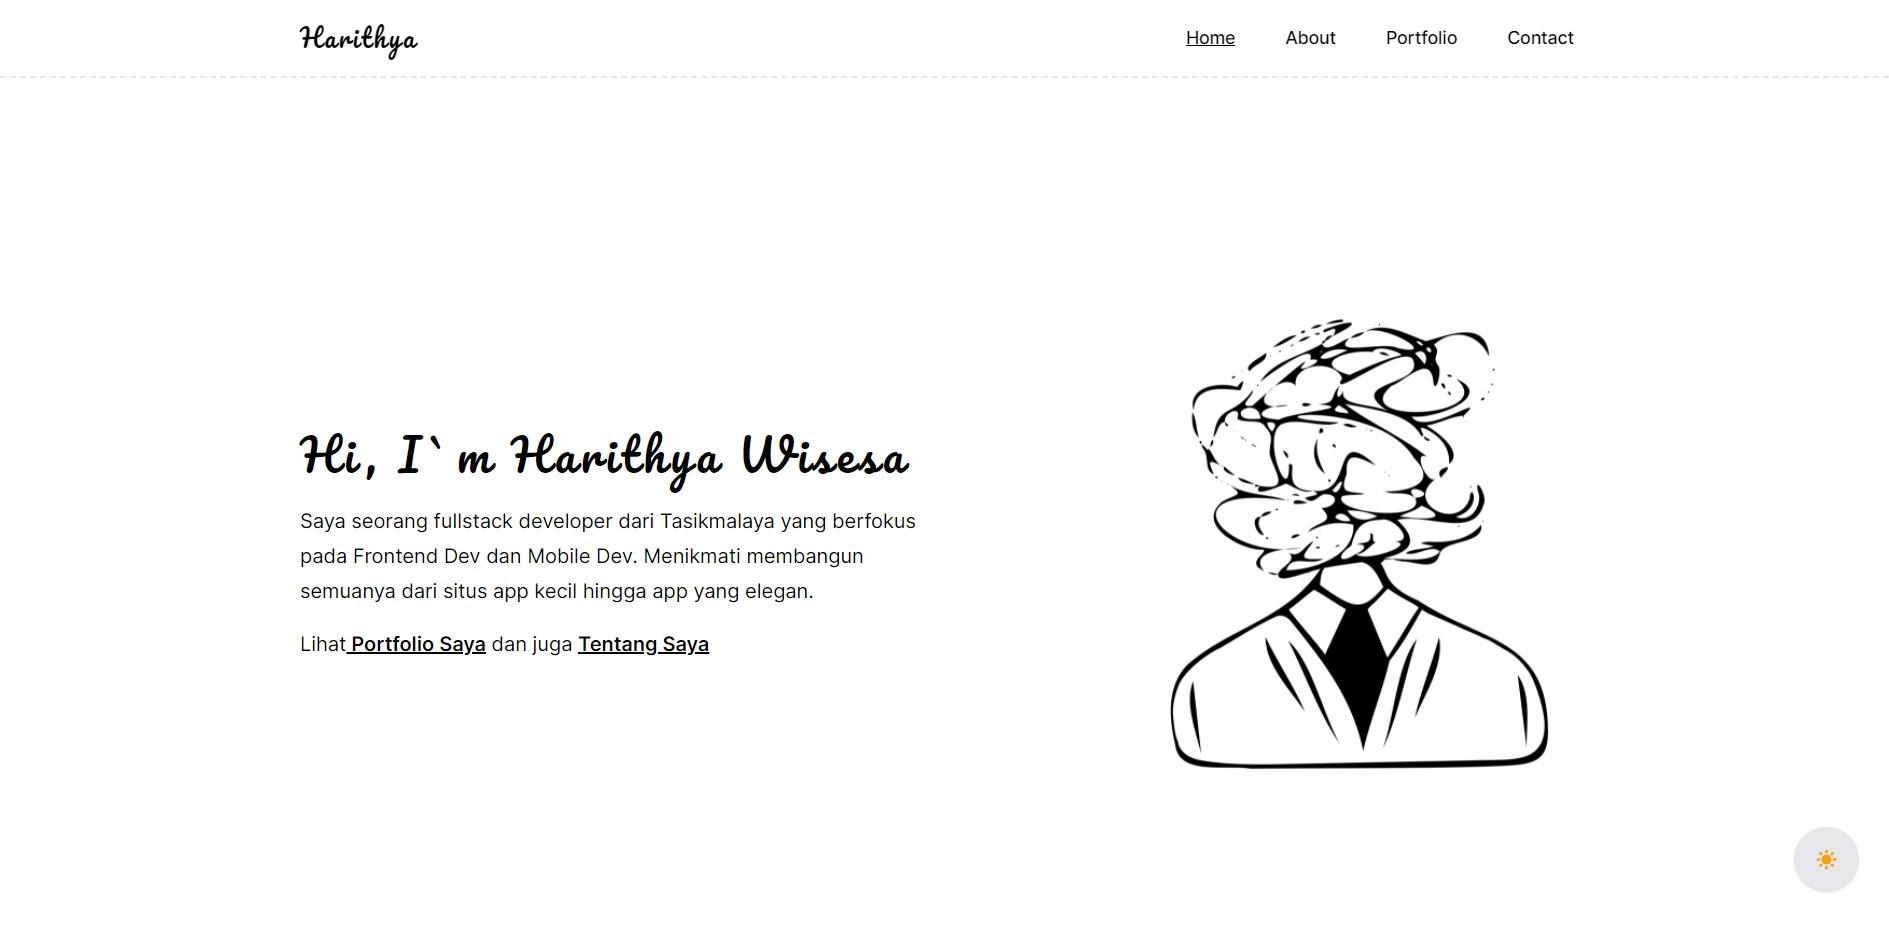 Harithya
Home About Portfolio Contact
Hi, I`m Harithya Wisesa
Saya seorang fullstack developer dari Tasikmalaya yang berfokus
pada Frontend Dev dan Mobile Dev. Menikmati membangun
semuanya dari situs app kecil hingga app yang elegan.
Lihat Portfolio Saya dan juga Tentang Saya